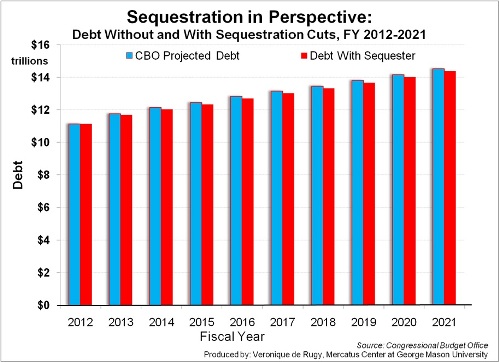 Sequestration in Perspective:
Debt Without and With Sequestration Cuts, FY 2012-2021
$16
trillions
CBO Projected Debt
Debt With Sequester
$14
$12
$10
$8
$6
$4
$2
$0
Debt
2012 2013 2014 2015 2016 2017 2018 2019 2020 2021
Fiscal Year
Source: Congressional Budget Office
Produced by: Veronique de Rugy, Mercatus Center at George Mason University